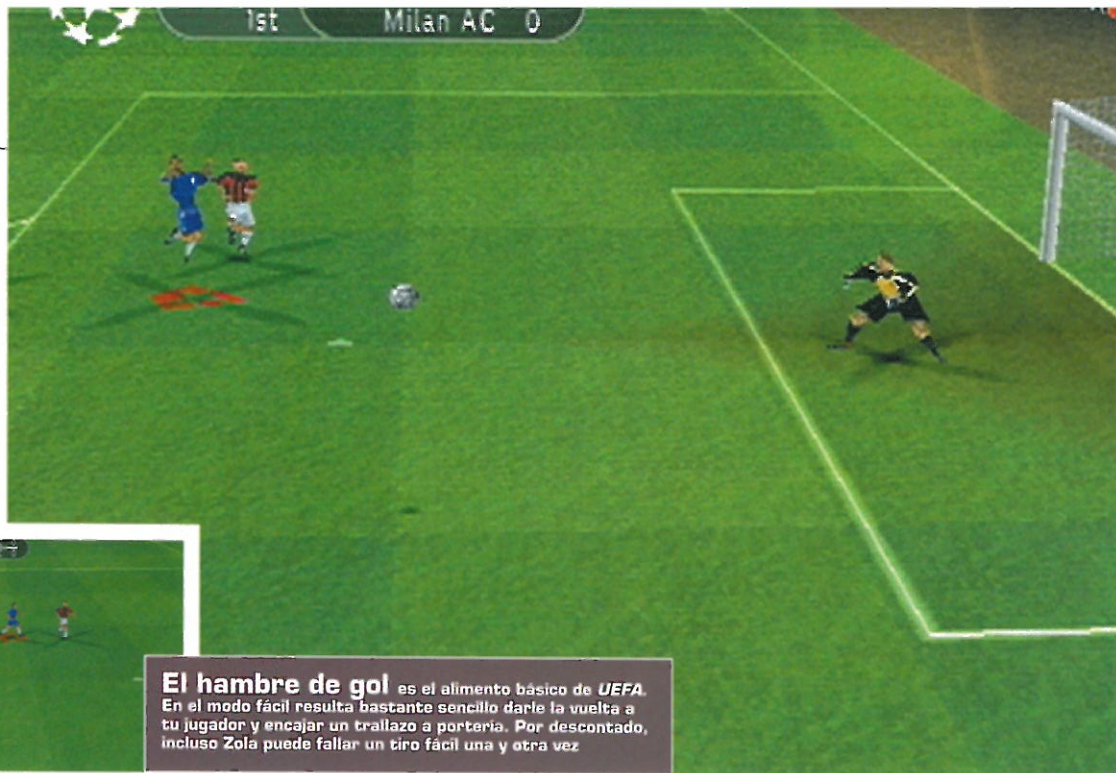 1st Milan AC 0
El hambre de gol es el alimento básico de UEFA.
En el modo fácil resulta bastante sencillo darle la vuelta a
tu jugador y encajar un trallazo a portería. Por descontado,
incluso Zola puede fallar un tiro fácil una y otra vez